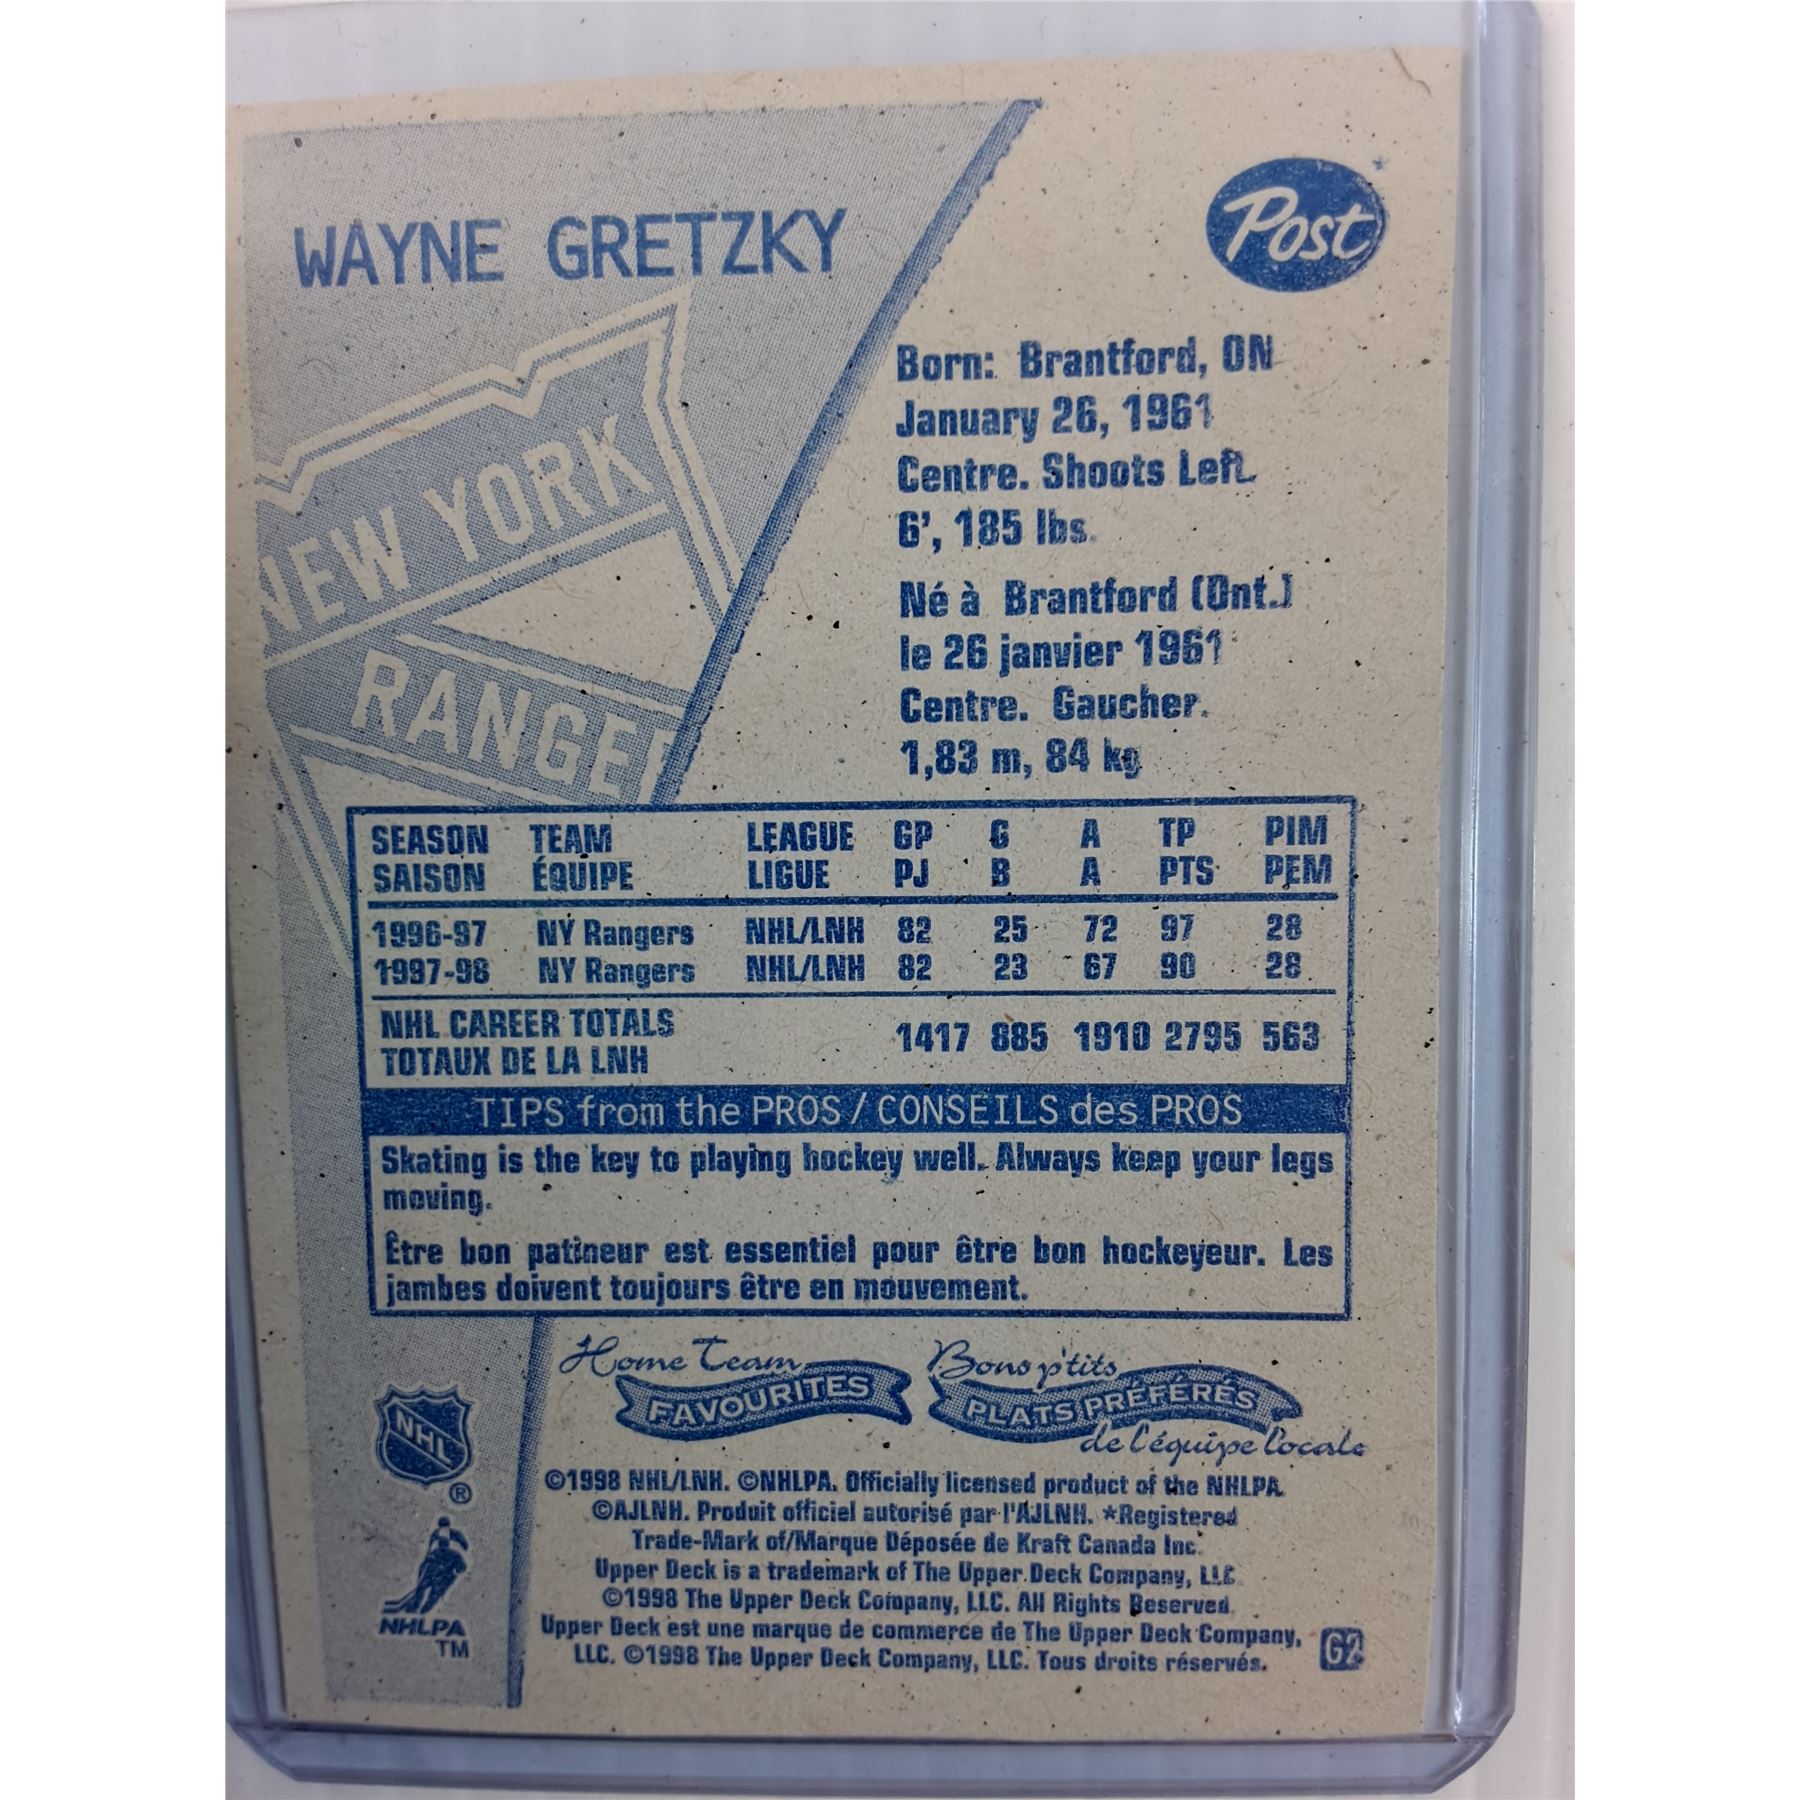 WAYNE GRETZKY
Post
NEW YORK
RANGE
Born: Brantford, ON
January 26, 1961
Centre. Shoots Left.
6', 185 lbs.
Né à Brantford (Ont.)
le 26 janvier 1961
Centre. Gaucher.
1,83 m, 84 kg
SEASON TEAM LEAGUE GP G A TP PIM
SAISON ÉQUIPE LIGUE PJ B A PTS PEM
1996-97 NY Rangers NHL/LNH 82 25 72 97 28
1997-98 NY Rangers NHL/LNH 82 23 67 90 28
NHL CAREER TOTALS
1417 885 1910 2795 563
TOTAUX DE LA LNH
TIPS from the PROS / CONSEILS des PROS
Skating is the key to playing hockey well. Always keep your legs
moving.
Être bon patineur est essentiel pour être bon hockeyeur. Les
jambes doivent toujours être en mouvement.
Home Team
FAVOURITES
Bons p'tits
PLATS PRÉFÉRÉS
de l'équipe locale
NHL
®
NHLPA
TM
©1998 NHL/LNH. ©NHLPA. Officially licensed product of the NHLPA.
©AJLNH. Produit officiel autorisé par l'AJLNH. *Registered
Trade-Mark of/Marque Déposée de Kraft Canada Inc.
Upper Deck is a trademark of The Upper Deck Company, LLC.
©1998 The Upper Deck Company, LLC. All Rights Reserved.
Upper Deck est une marque de commerce de The Upper Deck Company,
LLC. ©1998 The Upper Deck Company, LLC. Tous droits réservés.
G2